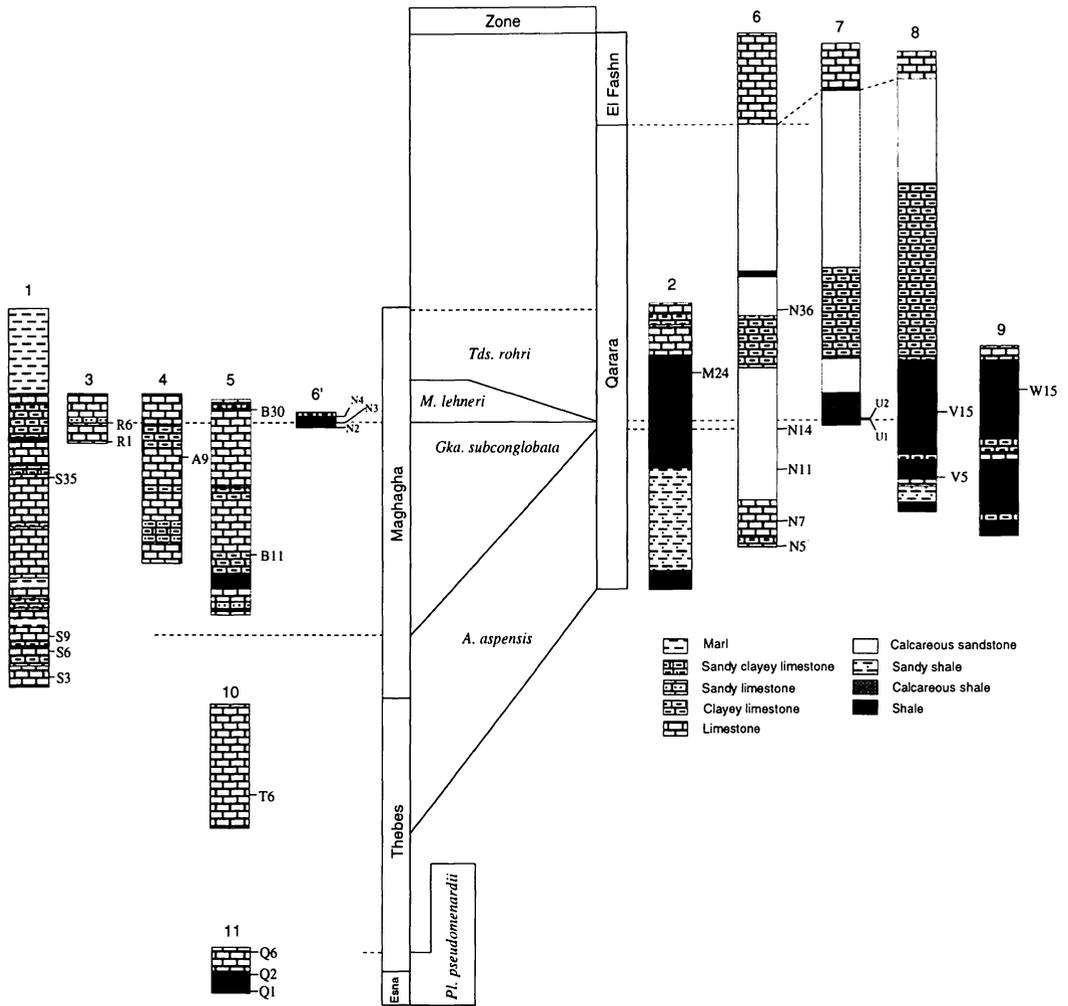 Zone
6
7
8
El Fashn
1
2
N36
Tds. rohri
Qarara
9
3
4
5
6'
M24
W15
M. lehneri
B30
N4
N3
N2
U2
U1
V15
R6
R1
N14
Gka. subconglobata
A9
N11
S35
V5
Maghagha
N7
N5
B11
S9
S6
S3
A. aspensis
Marl
Sandy clayey limestone
Sandy limestone
Clayey limestone
Limestone
Calcareous sandstone
Sandy shale
Calcareous shale
Shale
10
T6
Thebes
Pl. pseudomenardii
11
Q6
Q2
Q1
Esna